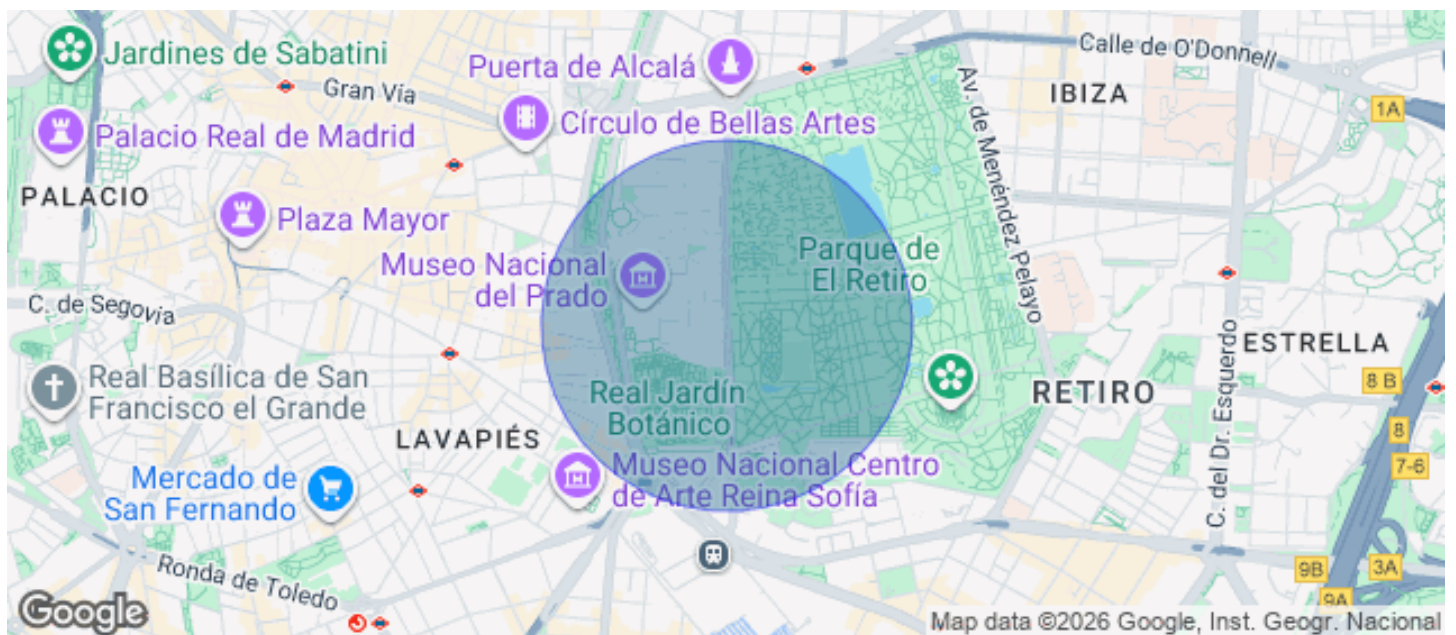 Jardines de Sabatini
Puerta de Alcalá
Calle de O'Donnell
Gran Vía
Av. de Menéndez Pelayo
IBIZA
1A
Palacio Real de Madrid
Círculo de Bellas Artes
PALACIO
Plaza Mayor
Museo Nacional
del Prado
Parque de
El Retiro
C. de Segovia
C. del Dr. Esquerdo
ESTRELLA
Real Basílica de San
Francisco el Grande
Real Jardín
Botánico
RETIRO
8 B
LAVAPIÉS
8
Mercado de
San Fernando
Museo Nacional Centro
de Arte Reina Sofía
7-6
Ronda de Toledo
9B
3A
9A
Google
Map data ©2026 Google, Inst. Geogr. Nacional